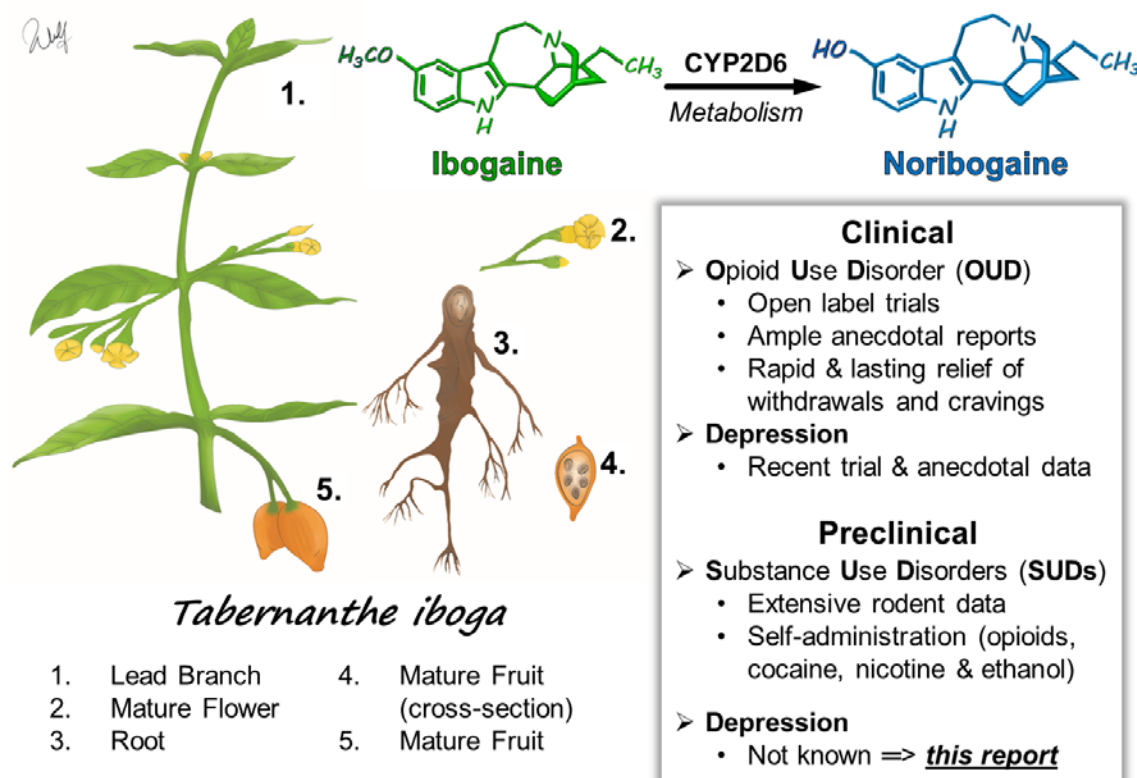 1.
H₃CO
N
CH₃
N
H
Ibogaine
CYP2D6
Metabolism
HO
N
CH₃
N
H
Noribogaine
2.
3.
4.
5.
Tabernanthe iboga
1. Lead Branch
2. Mature Flower
3. Root
4. Mature Fruit
(cross-section)
5. Mature Fruit
Clinical
➢ Opioid Use Disorder (OUD)
• Open label trials
• Ample anecdotal reports
• Rapid & lasting relief of
withdrawals and cravings
➢ Depression
• Recent trial & anecdotal data
Preclinical
➢ Substance Use Disorders (SUDs)
• Extensive rodent data
• Self-administration (opioids,
cocaine, nicotine & ethanol)
➢ Depression
• Not known => this report